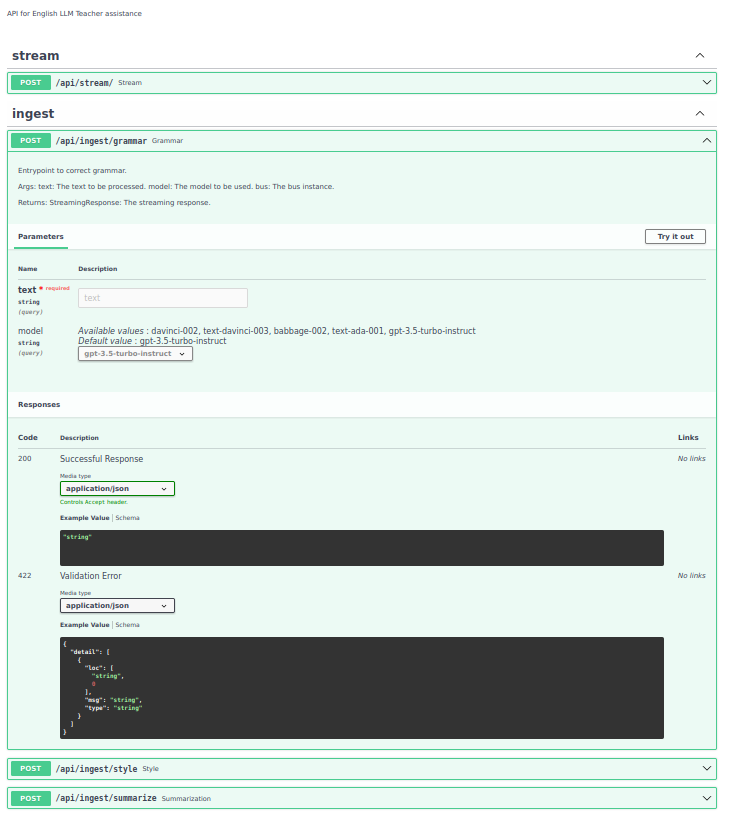 API for English LLM Teacher assistance
stream
POST /api/stream/ Stream
ingest
POST /api/ingest/grammar Grammar
Entrypoint to correct grammar.
Args: text: The text to be processed. model: The model to be used. bus: The bus instance.
Returns: StreamingResponse: The streaming response.
Parameters
Try it out
Name Description
text * required
string
(query)
text
model
string
(query)
Available values : davinci-002, text-davinci-003, babbage-002, text-ada-001, gpt-3.5-turbo-instruct
Default value : gpt-3.5-turbo-instruct
gpt-3.5-turbo-instruct
Responses
Code Description Links
200 Successful Response No links
Media type
application/json
Controls Accept header.
Example Value | Schema
"string"
422 Validation Error No links
Media type
application/json
Example Value | Schema
{
"detail": [
{
"loc": [
"string",
0
],
"msg": "string",
"type": "string"
}
]
}
POST /api/ingest/style Style
POST /api/ingest/summarize Summarization